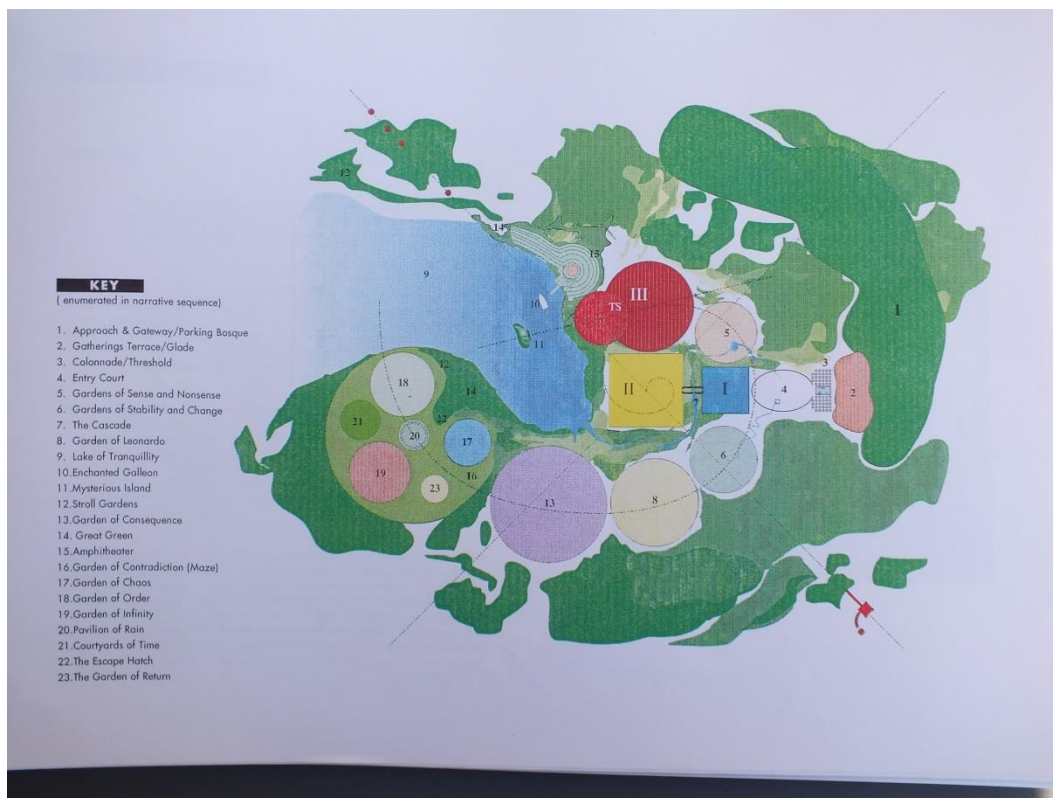 KEY
( enumerated in narrative sequence)
1. Approach & Gateway/Parking Bosque
2. Gatherings Terrace/Glade
3. Colonnade/Threshold
4. Entry Court
5. Gardens of Sense and Nonsense
6. Gardens of Stability and Change
7. The Cascade
8. Garden of Leonardo
9. Lake of Tranquility
10.Enchanted Galleon
11.Mysterious Island
12.Stroll Gardens
13.Garden of Consequence
14. Great Green
15.Amphitheater
16.Garden of Contradiction (Maze)
17.Garden of Chaos
18.Garden of Order
19.Garden of Infinity
20.Pavilion of Rain
21.Courtyards of Time
22.The Escape Hatch
23.The Garden of Return
12
14
15
9
III
TS
10
1
5
11
3
12
18
14
II
I
4
2
7
21
22
20
17
6
19
23
16
13
8